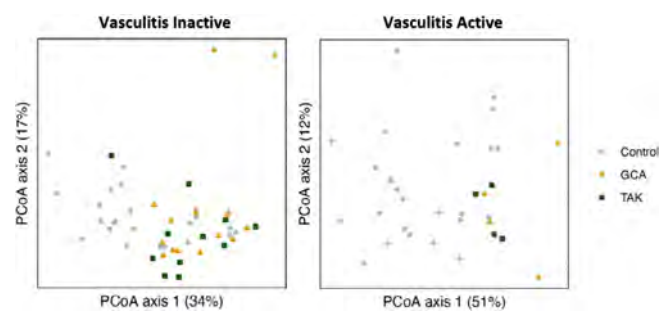 Vasculitis Inactive
Vasculitis Active
PCoA axis 2 (17%)
PCoA axis 2 (12%)
Control
GCA
TAK
PCoA axis 1 (34%)
PCoA axis 1 (51%)